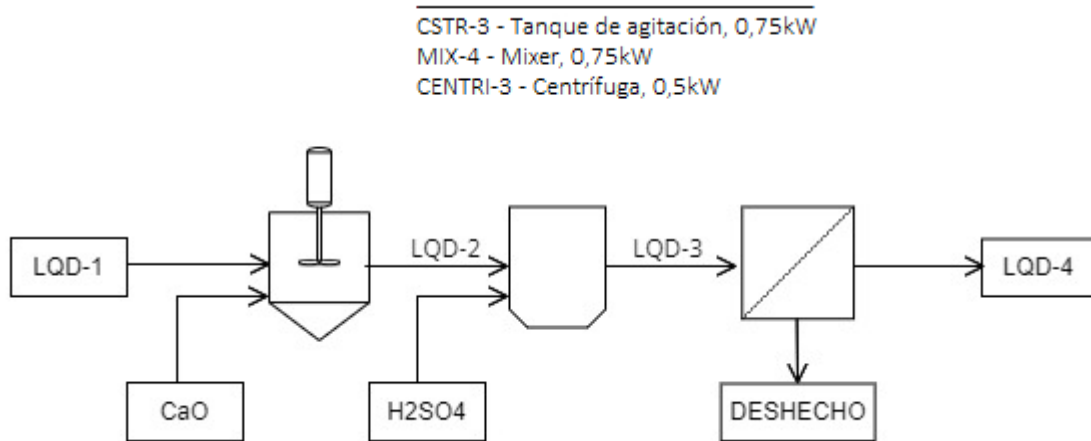 CSTR-3 - Tanque de agitación, 0,75kW
MIX-4 - Mixer, 0,75kW
CENTRI-3 - Centrífuga, 0,5kW
LQD-1
LQD-2
LQD-3
LQD-4
CaO
H2SO4
DESHECHO